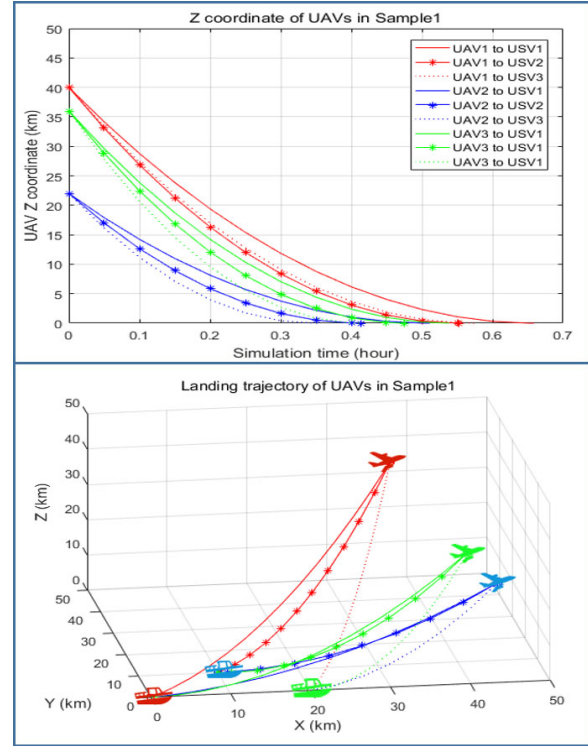 Z coordinate of UAVs in Sample1
50
45
40
35
30
25
20
15
10
5
0
UAV Z coordinate (km)
0 0.1 0.2 0.3 0.4 0.5 0.6 0.7
Simulation time (hour)
UAV1 to USV1
UAV1 to USV2
UAV1 to USV3
UAV2 to USV1
UAV2 to USV2
UAV2 to USV3
UAV3 to USV1
UAV3 to USV1
UAV3 to USV1
Landing trajectory of UAVs in Sample1
50
40
30
20
10
0
Z (km)
50
40
30
20
10
0
Y (km)
0 10 20 30 40 50
X (km)